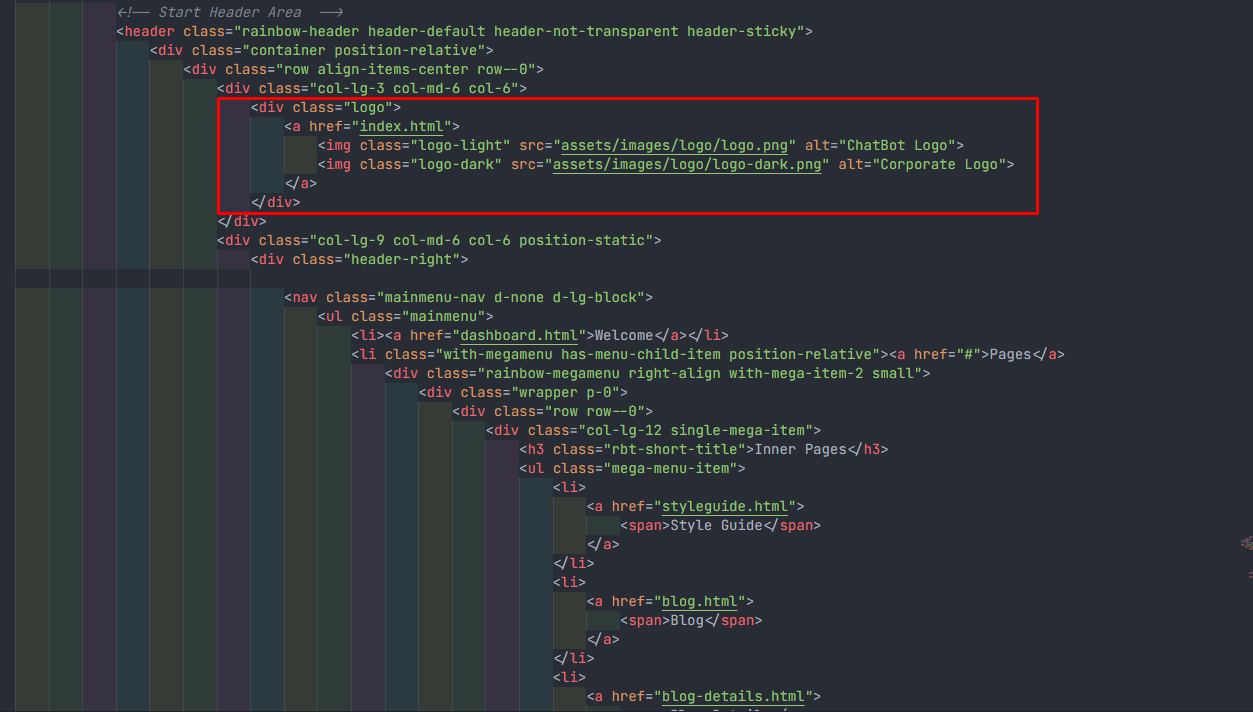 <!-- Start Header Area  -->
<header class="rainbow-header header-default header-not-transparent header-sticky">
<div class="container position-relative">
<div class="row align-items-center row--0">
<div class="col-lg-3 col-md-6 col-6">
<div class="logo">
<a href="index.html">
<img class="logo-light" src="assets/images/logo/logo.png" alt="ChatBot Logo">
<img class="logo-dark" src="assets/images/logo/logo-dark.png" alt="Corporate Logo">
</a>
</div>
</div>
<div class="col-lg-9 col-md-6 col-6 position-static">
<div class="header-right">
<nav class="mainmenu-nav d-none d-lg-block">
<ul class="mainmenu">
<li><a href="dashboard.html">Welcome</a></li>
<li class="with-megamenu has-menu-child-item position-relative"><a href="#">Pages</a>
<div class="rainbow-megamenu right-align with-mega-item-2 small">
<div class="wrapper p-0">
<div class="row row--0">
<div class="col-lg-12 single-mega-item">
<h3 class="rbt-short-title">Inner Pages</h3>
<ul class="mega-menu-item">
<li>
<a href="styleguide.html">
<span>Style Guide</span>
</a>
</li>
<li>
<a href="blog.html">
<span>Blog</span>
</a>
</li>
<li>
<a href="blog-details.html">